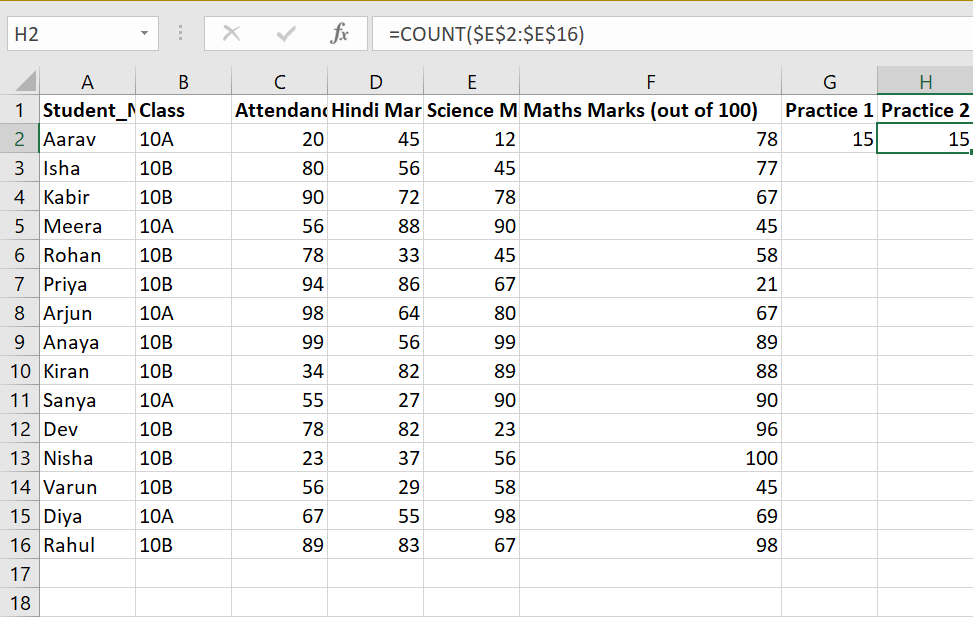 H2 fx =COUNT($E$2:$E$16)
A B C D E F G H
1 Student_N Class Attendanc Hindi Mar Science M Maths Marks (out of 100) Practice 1 Practice 2
2 Aarav 10A 20 45 12 78 15 15
3 Isha 10B 80 56 45 77
4 Kabir 10B 90 72 78 67
5 Meera 10A 56 88 90 45
6 Rohan 10B 78 33 45 58
7 Priya 10B 94 86 67 21
8 Arjun 10A 98 64 80 67
9 Anaya 10B 99 56 99 89
10 Kiran 10B 34 82 89 88
11 Sanya 10A 55 27 90 90
12 Dev 10B 78 82 23 96
13 Nisha 10B 23 37 56 100
14 Varun 10B 56 29 58 45
15 Diya 10A 67 55 98 69
16 Rahul 10B 89 83 67 98
17
18